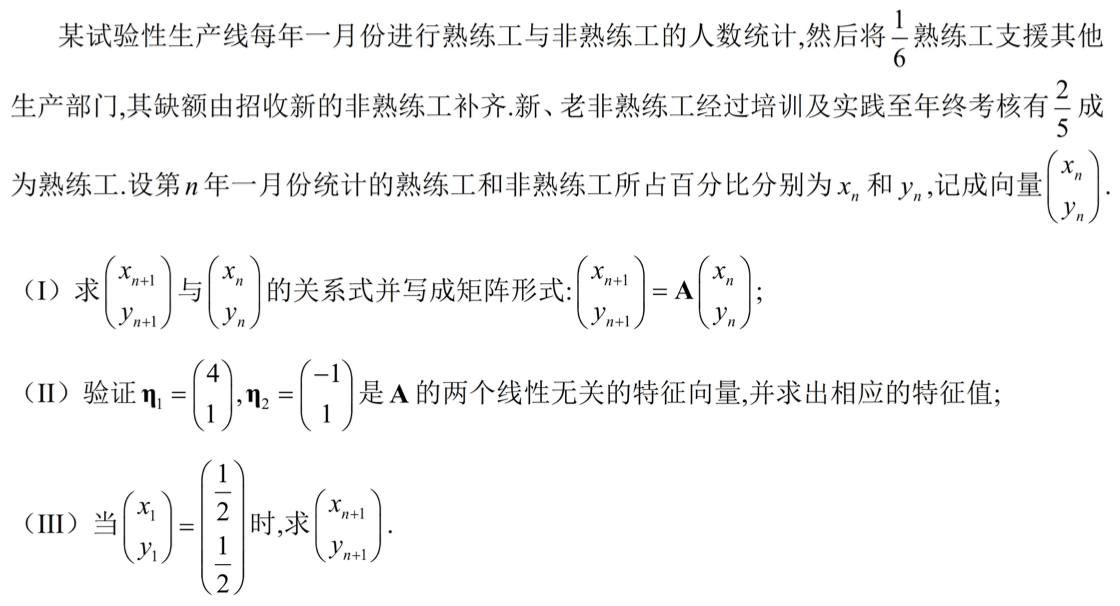 某试验性生产线每年一月份进行熟练工与非熟练工的人数统计,然后将$\frac{1}{6}$熟练工支援其他
生产部门,其缺额由招收新的非熟练工补齐.新、老非熟练工经过培训及实践至年终考核有$\frac{2}{5}$成
为熟练工.设第$n$年一月份统计的熟练工和非熟练工所占百分比分别为$x_n$和$y_n$,记成向量$\begin{pmatrix} x_n \\ y_n \end{pmatrix}$.
（I）求$\begin{pmatrix} x_{n+1} \\ y_{n+1} \end{pmatrix}$与$\begin{pmatrix} x_n \\ y_n \end{pmatrix}$的关系式并写成矩阵形式:$\begin{pmatrix} x_{n+1} \\ y_{n+1} \end{pmatrix} = \mathbf{A}\begin{pmatrix} x_n \\ y_n \end{pmatrix}$;
（II）验证$\boldsymbol{\eta}_1 = \begin{pmatrix} 4 \\ 1 \end{pmatrix}, \boldsymbol{\eta}_2 = \begin{pmatrix} -1 \\ 1 \end{pmatrix}$是$\mathbf{A}$的两个线性无关的特征向量,并求出相应的特征值;
（III）当$\begin{pmatrix} x_1 \\ y_1 \end{pmatrix} = \begin{pmatrix} \frac{1}{2} \\ \frac{1}{2} \end{pmatrix}$时,求$\begin{pmatrix} x_{n+1} \\ y_{n+1} \end{pmatrix}$.